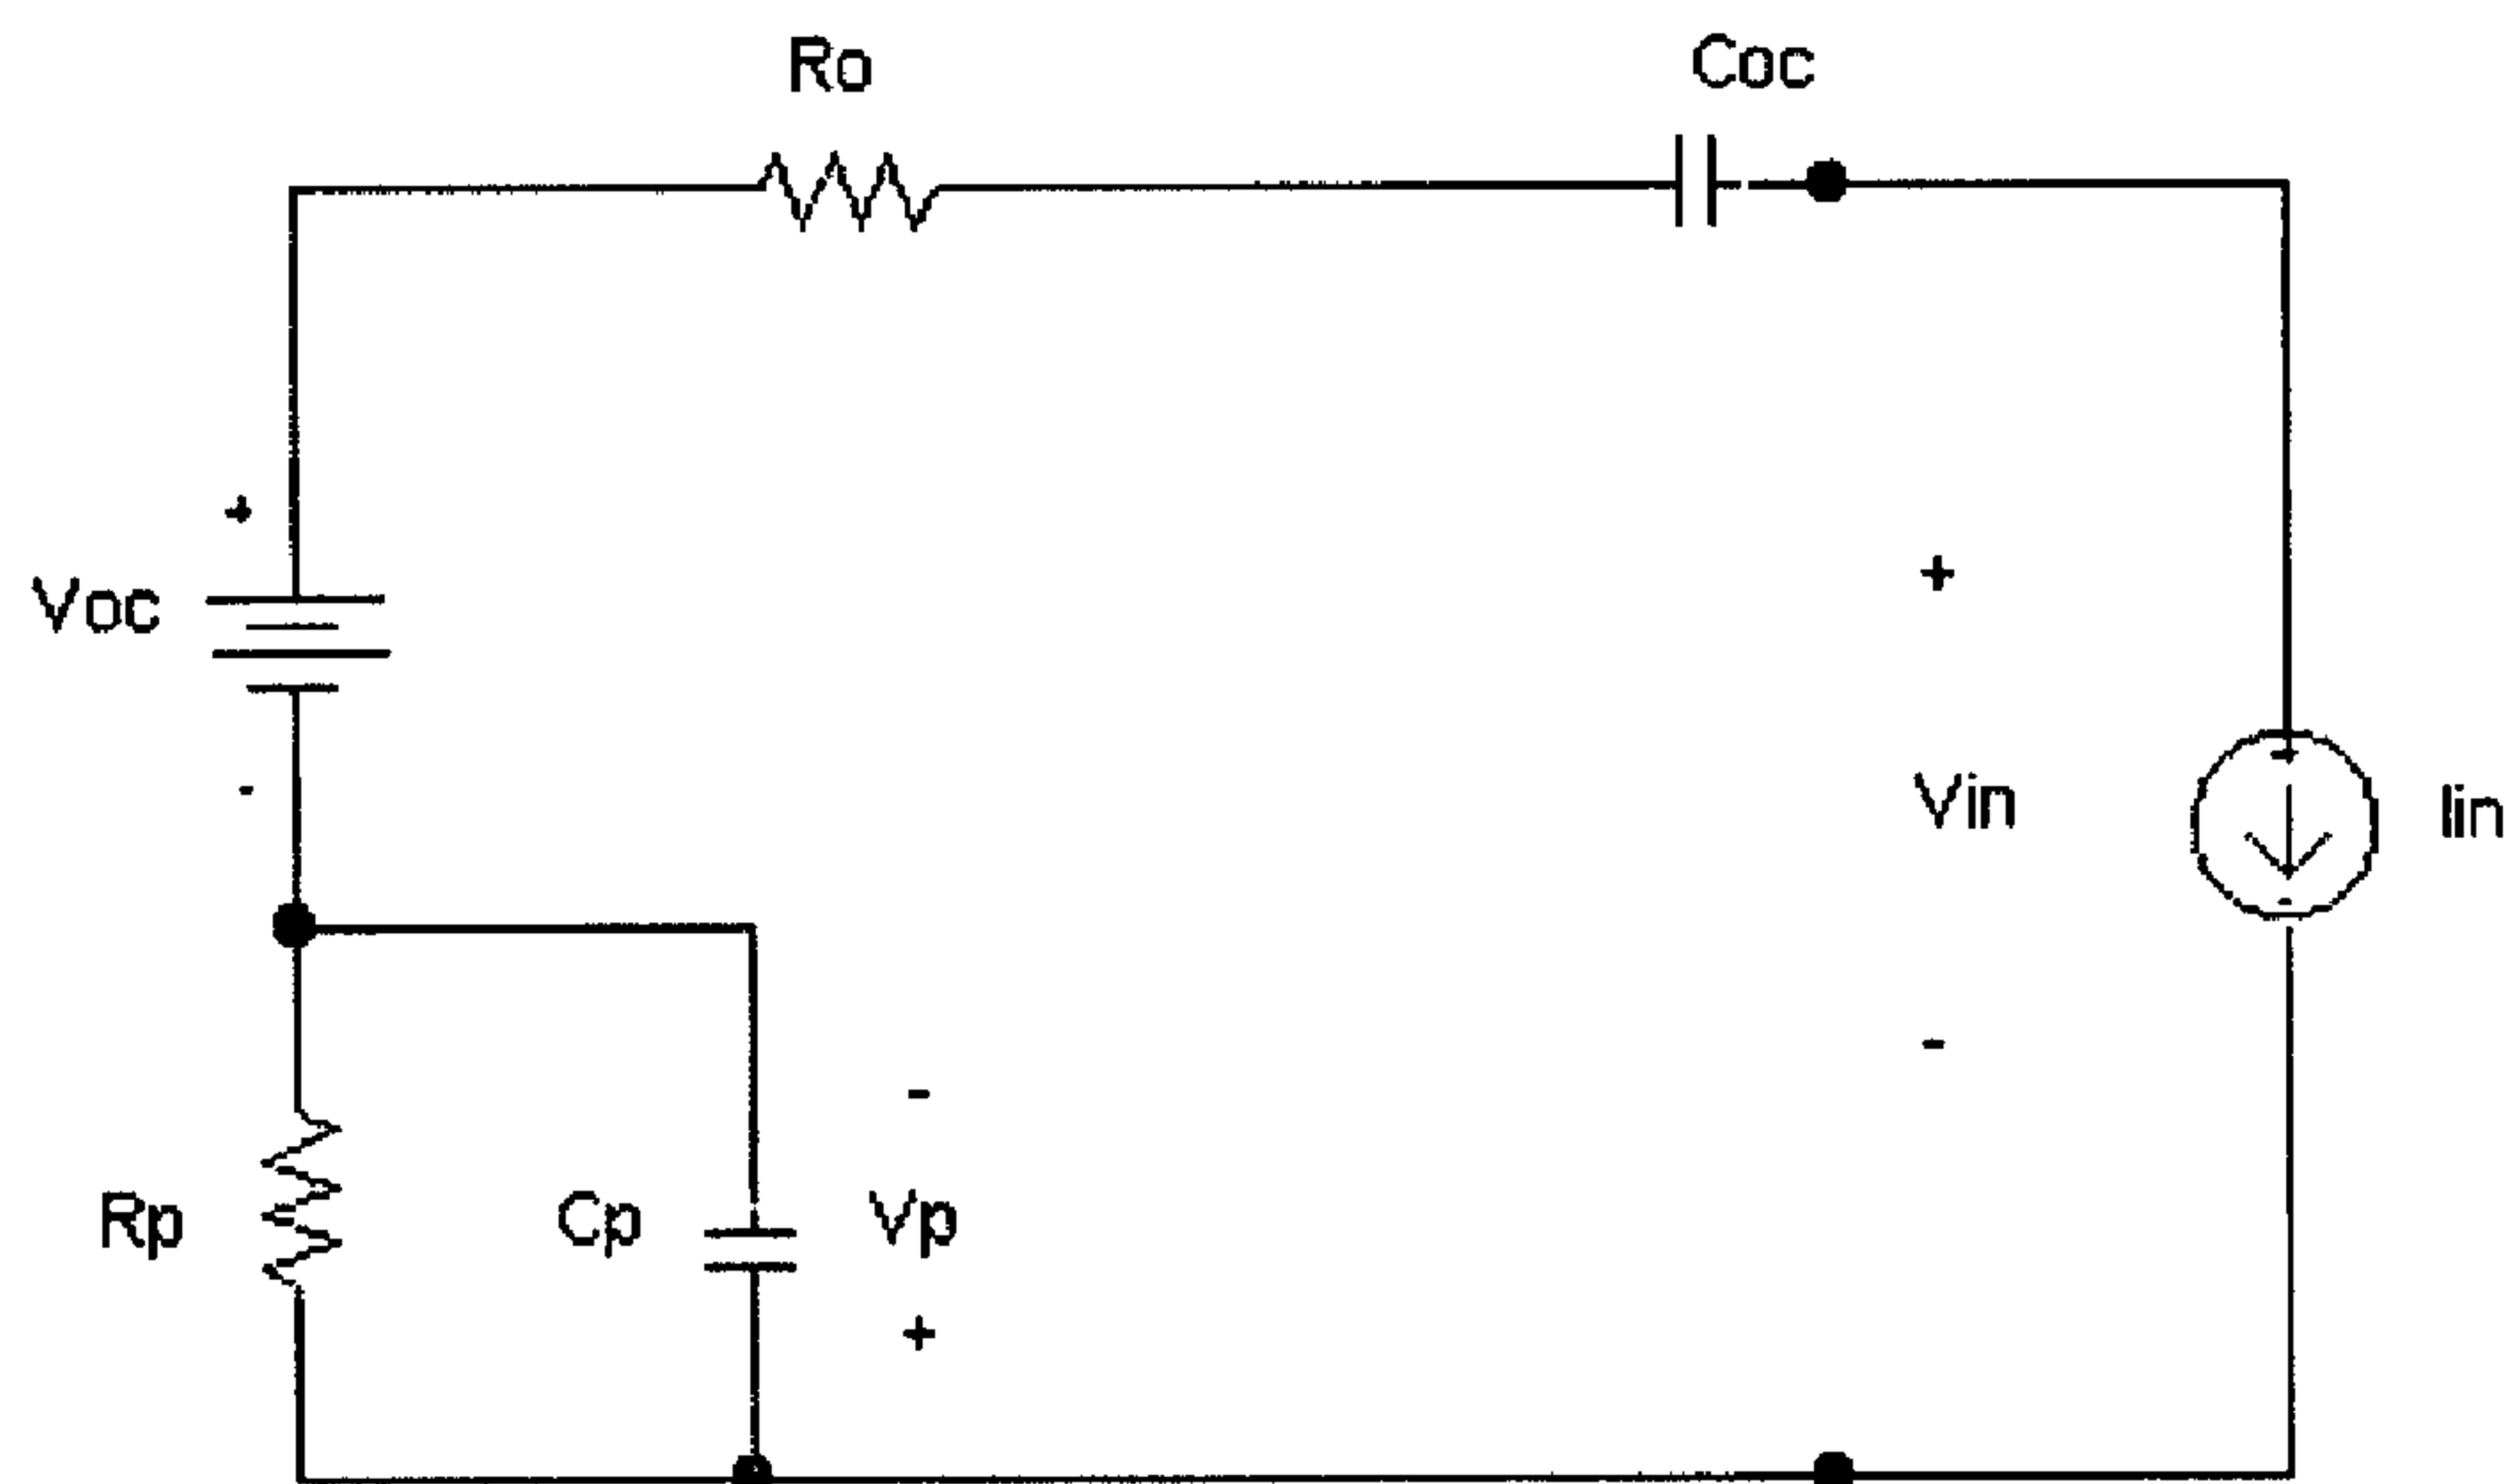 Ro
Coc
+
Voc
-
+
Vin
-
Iin
-
Rp
Cp
Vp
+